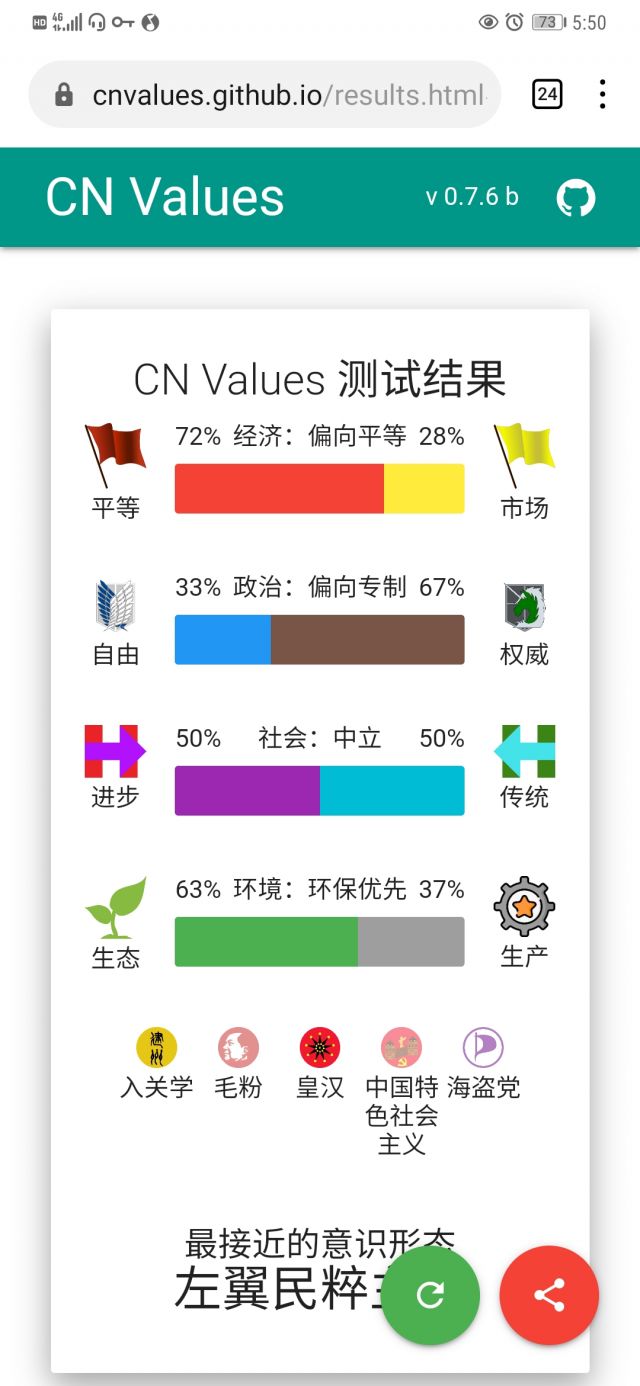 HD 4G 73 5:50
cnvalues.github.io/results.html 24
CN Values v 0.7.6 b
CN Values 测试结果
72% 经济：偏向平等 28%
平等 市场
33% 政治：偏向专制 67%
自由 权威
50% 社会：中立 50%
进步 传统
63% 环境：环保优先 37%
生态 生产
建州
入关学 毛粉 皇汉 中国特 海盗党
色社会
主义
最接近的意识形态
左翼民粹